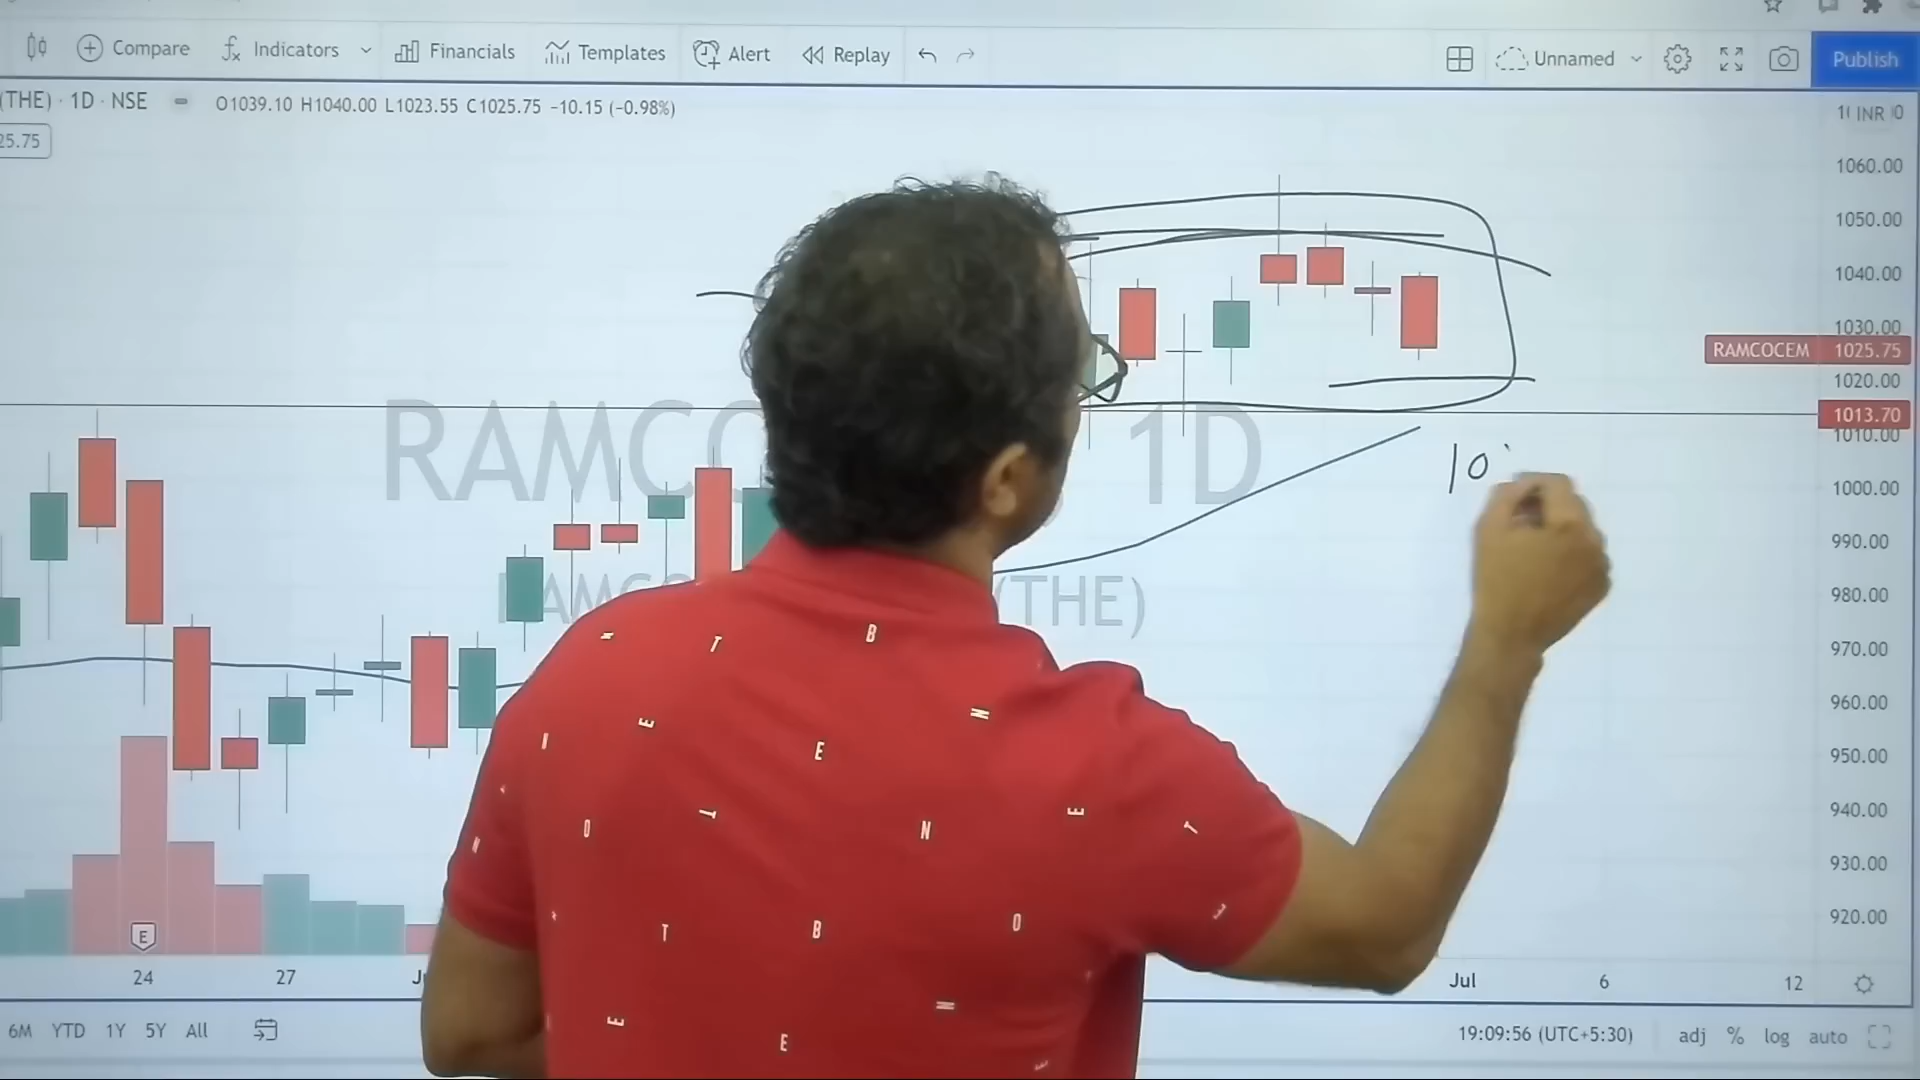 Compare Indicators Financials Templates Alert Replay Unnamed Publish
(THE) · 1D · NSE O1039.10 H1040.00 L1023.55 C1025.75 −10.15 (−0.98%)
INR
25.75
1060.00
1050.00
1040.00
1030.00
RAMCOCEM 1025.75
1020.00
1013.70
1010.00
RAMCO 1D
10
1000.00
990.00
980.00
(THE)
970.00
960.00
950.00
940.00
930.00
920.00
E
24 27 Jul 6 12
6M YTD 1Y 5Y All 19:09:56 (UTC+5:30) adj % log auto